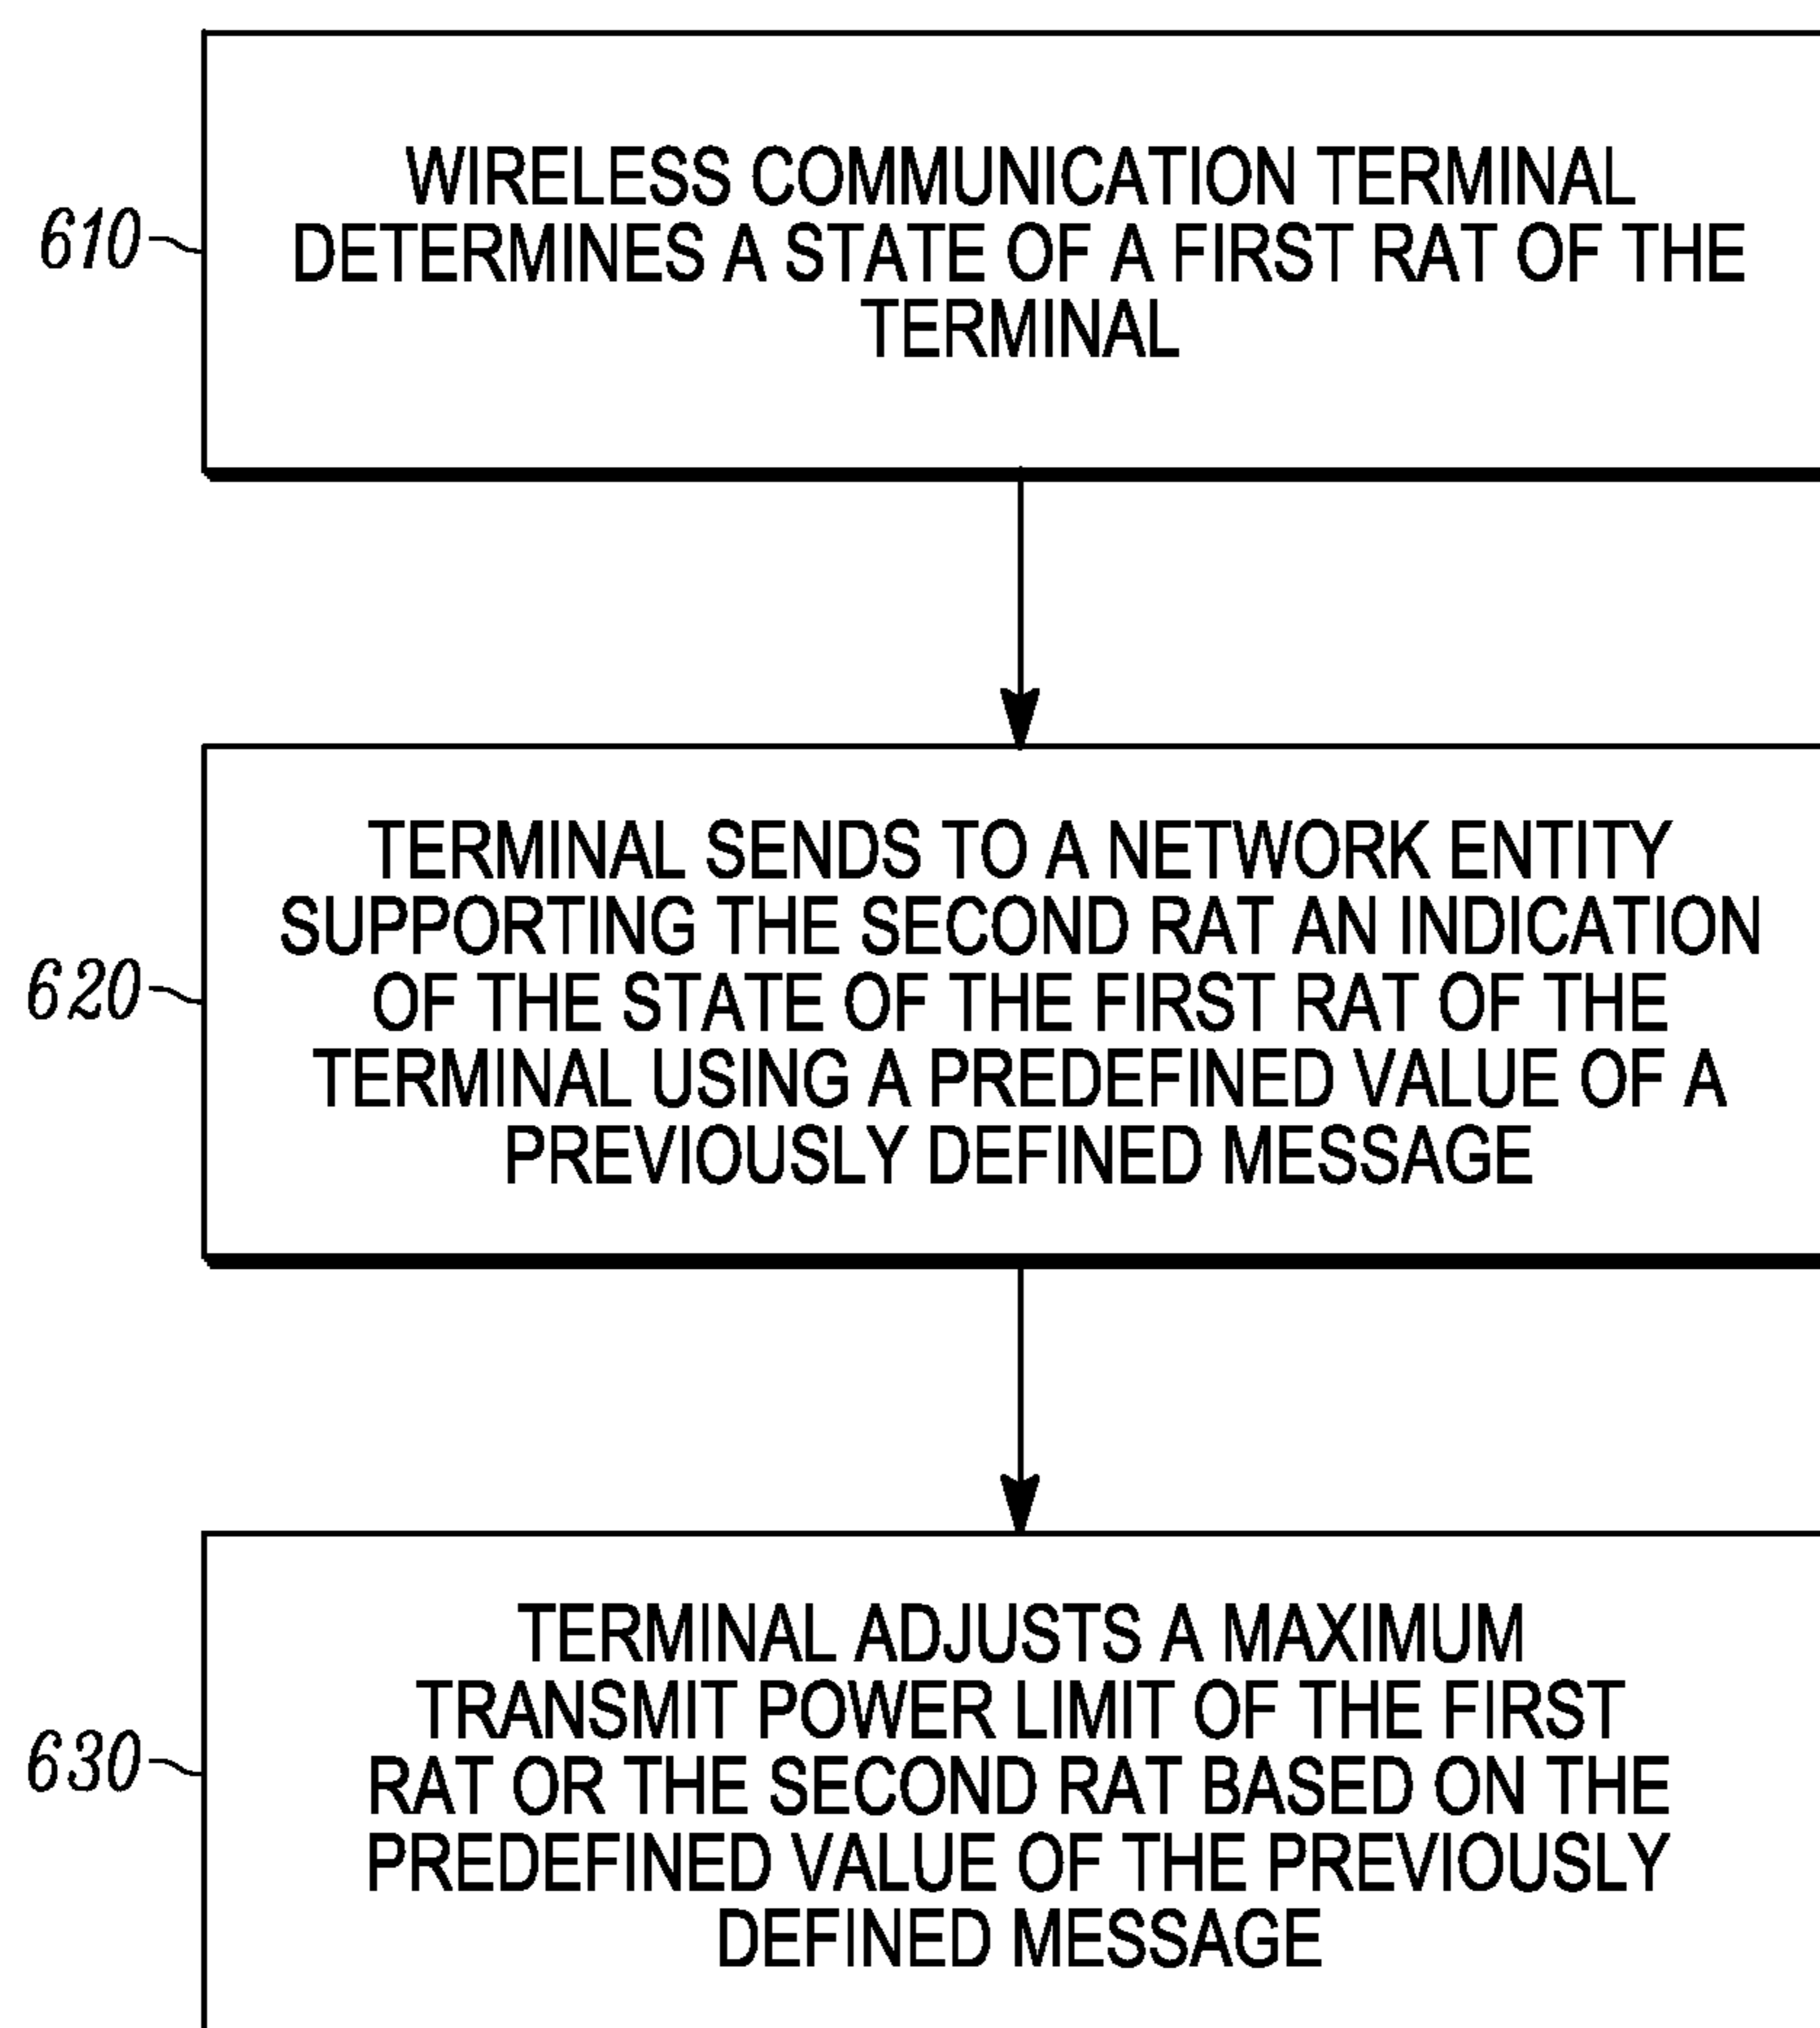 WIRELESS COMMUNICATION TERMINAL
610
DETERMINES A STATE OF A FIRST RAT OF THE
TERMINAL
TERMINAL SENDS TO A NETWORK ENTITY
SUPPORTING THE SECOND RAT AN INDICATION
620
OF THE STATE OF THE FIRST RAT OF THE
TERMINAL USING A PREDEFINED VALUE OF A
PREVIOUSLY DEFINED MESSAGE
TERMINAL ADJUSTS A MAXIMUM
TRANSMIT POWER LIMIT OF THE FIRST
630
RAT OR THE SECOND RAT BASED ON THE
PREDEFINED VALUE OF THE PREVIOUSLY
DEFINED MESSAGE